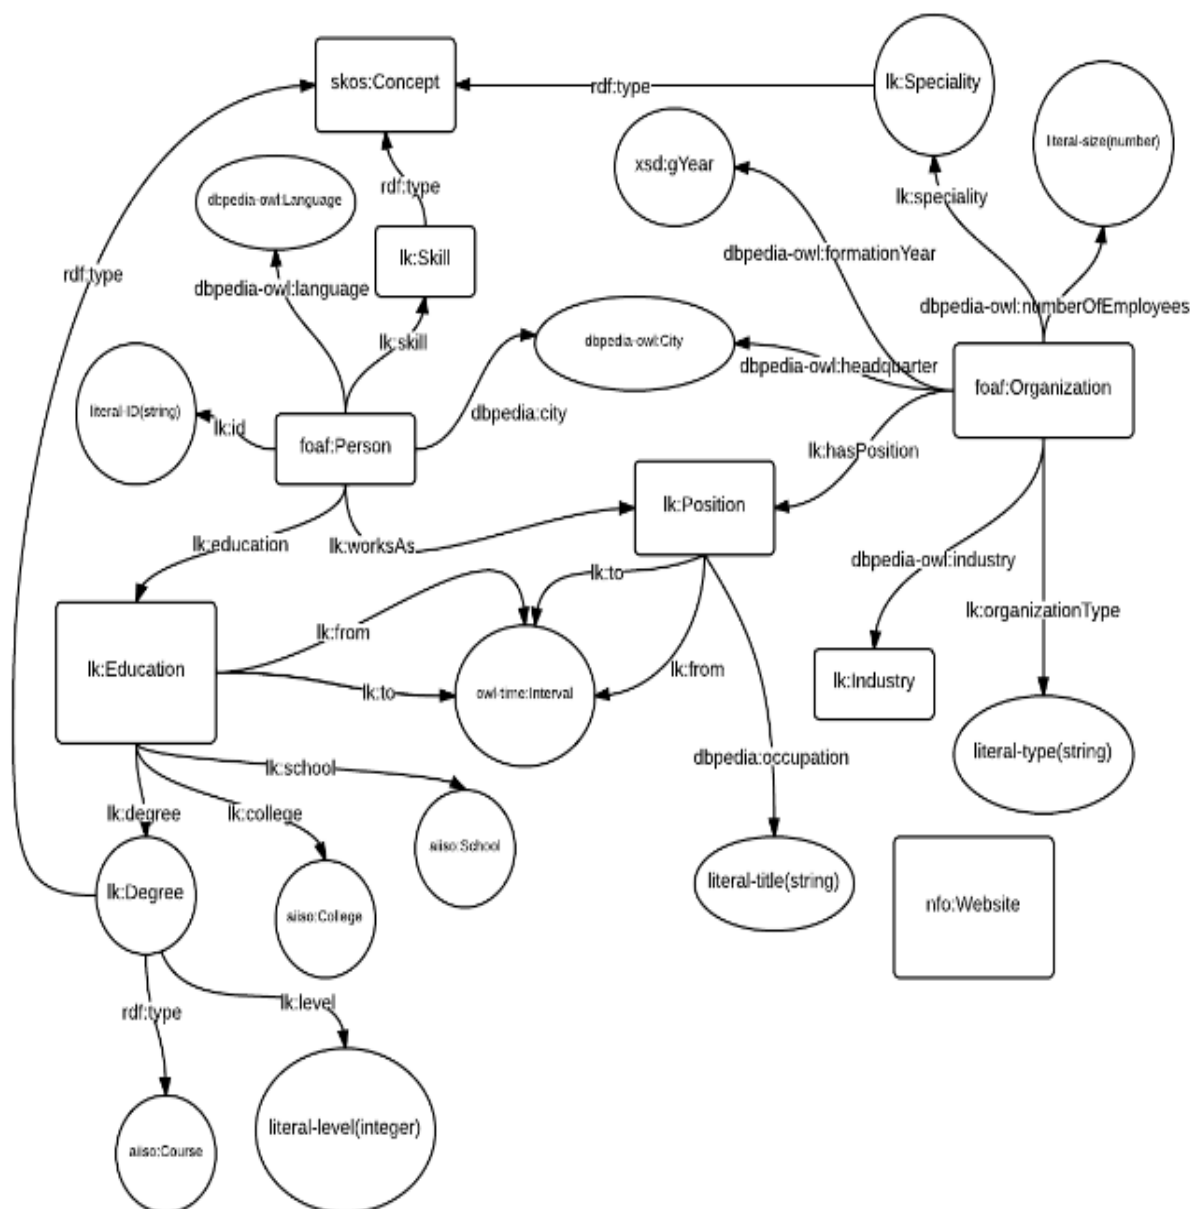 skos:Concept
rdf:type
lk:Speciality
literal-size(number)
xsd:gYear
rdf:type
dbpedia-owl:Language
lk:speciality
lk:Skill
dbpedia-owl:formationYear
rdf:type
dbpedia-owl:language
dbpedia-owl:numberOfEmployees
lk:skill
dbpedia-owl:City
dbpedia-owl:headquarter
foaf:Organization
literal-ID(string)
lk:id
dbpedia:city
foaf:Person
lk:hasPosition
lk:Position
lk:education
lk:worksAs
dbpedia-owl:industry
lk:to
lk:organizationType
lk:from
lk:Education
lk:from
lk:Industry
lk:to
owl-time:Interval
dbpedia:occupation
literal-type(string)
lk:school
lk:degree
lk:college
aiiso:School
literal-title(string)
lk:Degree
nfo:Website
aiiso:College
lk:level
rdf:type
literal-level(integer)
aiiso:Course